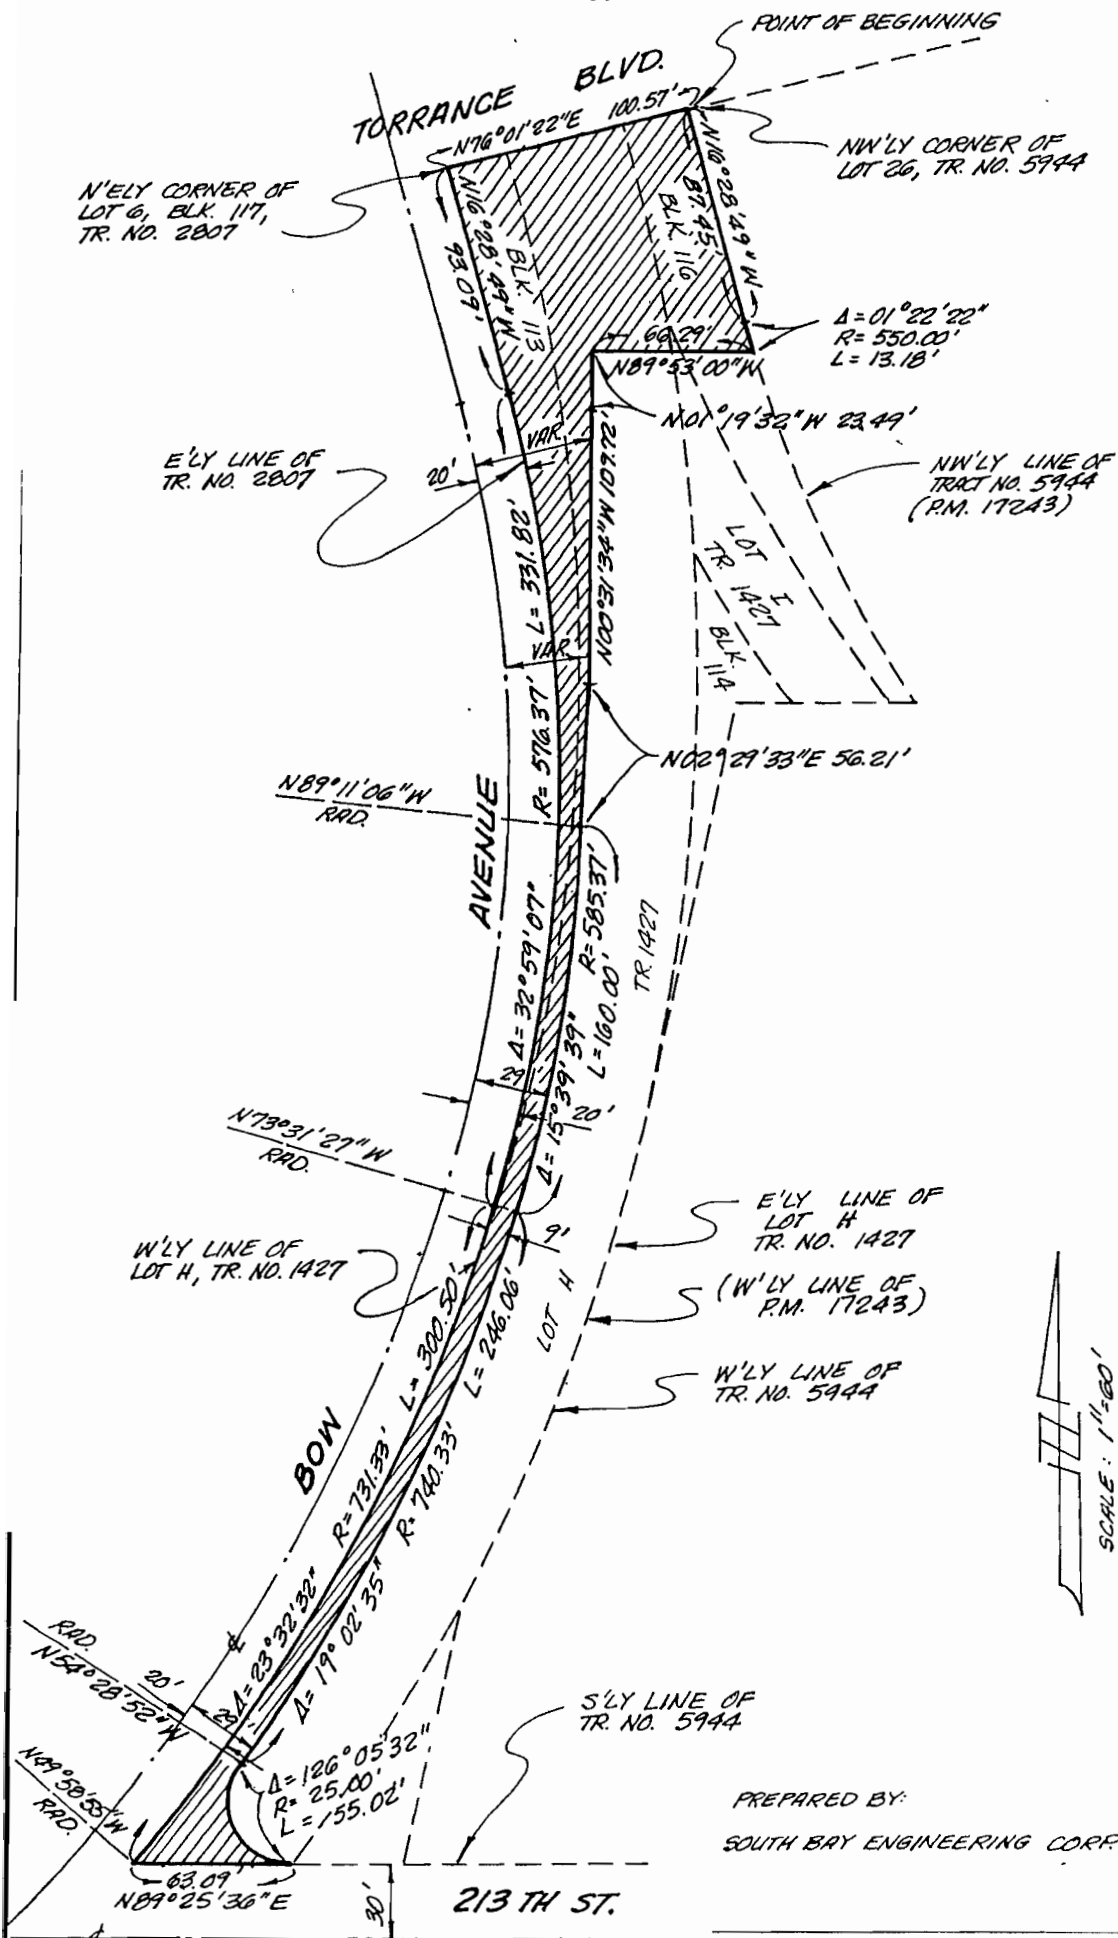 POINT OF BEGINNING
TORRANCE BLVD.
N76°01'22"E 100.57'
NW'LY CORNER OF
LOT 26, TR. NO. 5944
N'ELY CORNER OF
LOT 6, BLK. 117,
TR. NO. 2807
N16°28'49"W
93.09'
BLK. 113
N16°28'49"W
87.45'
BLK. 116
Δ=01°22'22"
R=550.00'
L=13.18'
66.29'
N89°53'00"W
N01°19'32"W 23.49'
VAR.
20'
E'LY LINE OF
TR. NO. 2807
NW'LY LINE OF
TRACT NO. 5944
(P.M. 17243)
N00°31'34"W 109.72'
LOT I
TR. 1427
BLK. 114
L=331.82'
VAR.
R=576.37'
N02°29'33"E 56.21'
N89°11'06"W
RAD.
AVENUE
Δ=32°59'07"
R=585.37'
L=160.00'
Δ=15°39'39"
TR. 1427
29'
20'
N73°31'27"W
RAD.
E'LY LINE OF
LOT H
TR. NO. 1427
9'
W'LY LINE OF
LOT H, TR. NO. 1427
(W'LY LINE OF
P.M. 17243)
LOT H
L=300.50'
L=246.06'
W'LY LINE OF
TR. NO. 5944
SCALE: 1"=60'
BOW
R=731.33'
R=740.33'
Δ=23°32'32"
Δ=19°02'35"
RAD.
N54°28'52"W
20'
29'
S'LY LINE OF
TR. NO. 5944
N49°58'55"W
RAD.
Δ=126°05'32"
R=25.00'
L=155.02'
PREPARED BY:
SOUTH BAY ENGINEERING CORP.
63.09'
N89°25'36"E
30'
213TH ST.